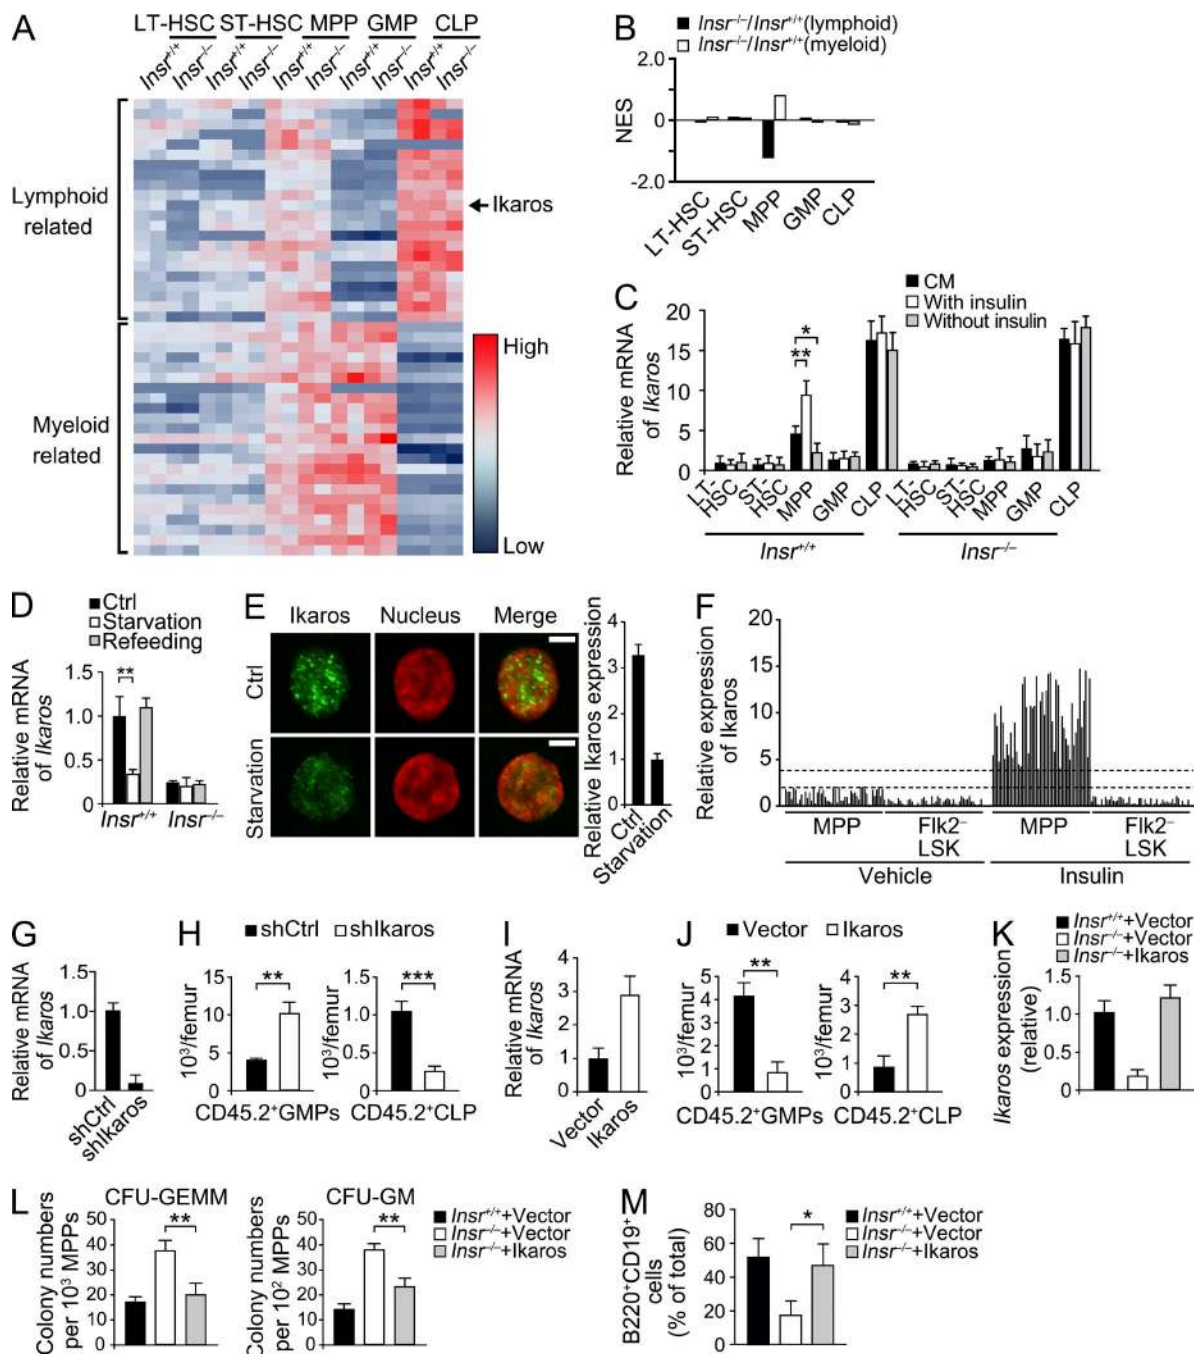 A
LT-HSC ST-HSC MPP GMP CLP
Insr+/+ Insr–/– Insr+/+ Insr–/– Insr+/+ Insr–/– Insr+/+ Insr–/– Insr+/+ Insr–/–
Lymphoid
related
Ikaros
Myeloid
related
High
Low
B
Insr–/–/Insr+/+(lymphoid)
Insr–/–/Insr+/+(myeloid)
NES
2.0
0
-2.0
LT-HSC
ST-HSC
MPP
GMP
CLP
C
CM
With insulin
Without insulin
Relative mRNA
of Ikaros
20
15
10
5
0
*
**
LT-
HSC
ST-
HSC
MPP
GMP
CLP
LT-
HSC
ST-
HSC
MPP
GMP
CLP
Insr+/+
Insr–/–
D
Ctrl
Starvation
Refeeding
Relative mRNA
of Ikaros
1.5
1.0
0.5
0
**
Insr+/+ Insr–/–
E
Ikaros Nucleus Merge
Ctrl
Starvation
Relative Ikaros expression
4
3
2
1
0
Ctrl
Starvation
F
Relative expression
of Ikaros
20
15
10
5
0
MPP Flk2– MPP Flk2–
LSK LSK
Vehicle Insulin
G
Relative mRNA
of Ikaros
1.5
1.0
0.5
0
shCtrl
shIkaros
H
shCtrl shIkaros
10³/femur
15
10
5
0
**
CD45.2+GMPs
10³/femur
1.5
1.0
0.5
0
***
CD45.2+CLP
I
Relative mRNA
of Ikaros
4
3
2
1
0
Vector
Ikaros
J
Vector Ikaros
10³/femur
5
4
3
2
1
0
**
CD45.2+GMPs
10³/femur
4
3
2
1
0
**
CD45.2+CLP
K
Insr+/++Vector
Insr–/–+Vector
Insr–/–+Ikaros
Ikaros expression
(relative)
1.5
1.0
0.5
0
L
CFU-GEMM
Colony numbers
per 10³ MPPs
50
40
30
20
10
0
**
CFU-GM
Colony numbers
per 10² MPPs
50
40
30
20
10
0
**
Insr+/++Vector
Insr–/–+Vector
Insr–/–+Ikaros
M
B220+CD19+
cells
(% of total)
80
60
40
20
0
*
Insr+/++Vector
Insr–/–+Vector
Insr–/–+Ikaros